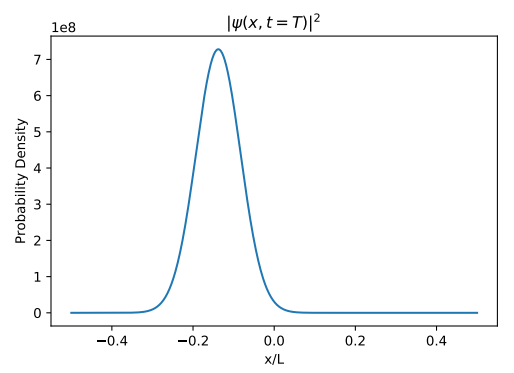 |ψ(x, t = T)|²
1e8
7
6
5
4
3
2
1
0
Probability Density
−0.4 −0.2 0.0 0.2 0.4
x/L